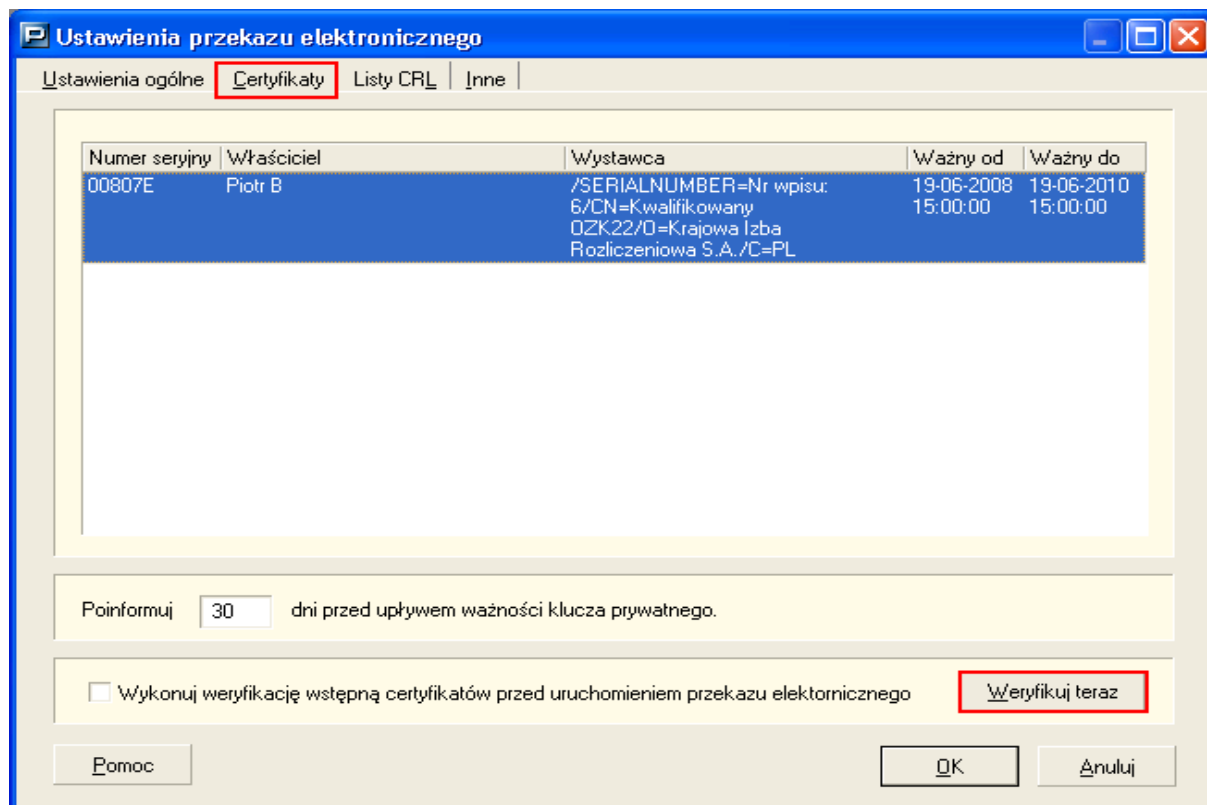 Ustawienia przekazu elektronicznego
Ustawienia ogólne Certyfikaty Listy CRL Inne
Numer seryjny Właściciel Wystawca Ważny od Ważny do
00807E Piotr B /SERIALNUMBER=Nr wpisu: 19-06-2008 19-06-2010
6/CN=Kwalifikowany 15:00:00 15:00:00
OZK22/O=Krajowa Izba
Rozliczeniowa S.A./C=PL
Poinformuj 30 dni przed upływem ważności klucza prywatnego.
Wykonuj weryfikację wstępną certyfikatów przed uruchomieniem przekazu elektornicznego Weryfikuj teraz
Pomoc OK Anuluj